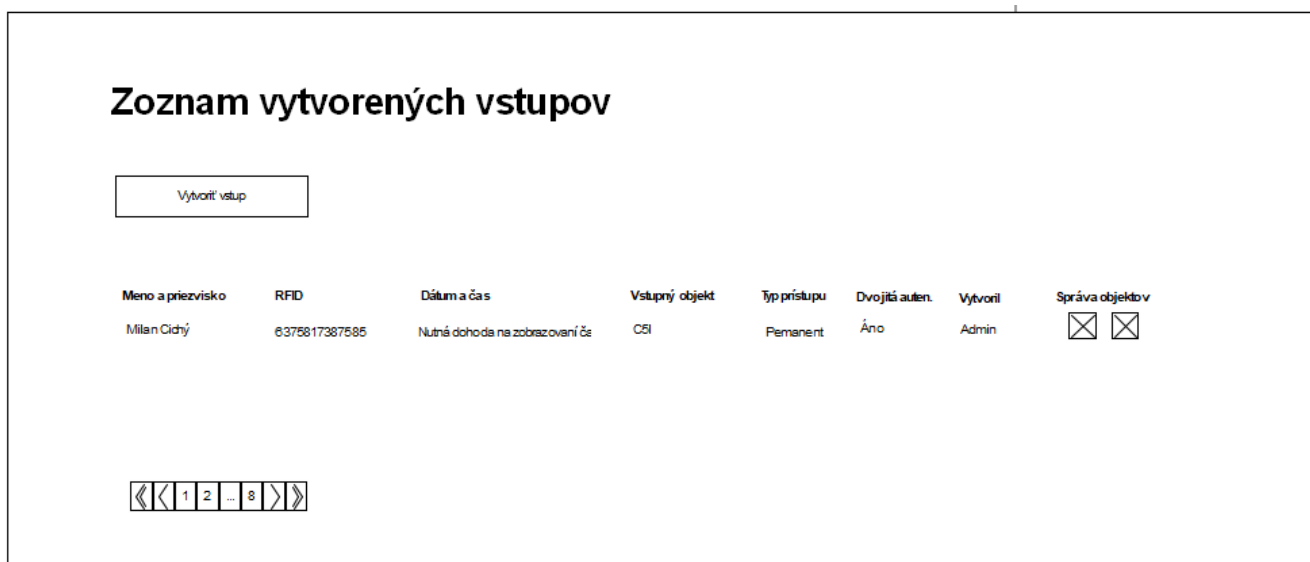 Zoznam vytvorených vstupov
Vytvoriť vstup
Meno a priezvisko RFID Dátum a čas Vstupný objekt Typ prístupu Dvojitá auten. Vytvoril Správa objektov
Milan Cichý 6375817387585 Nutná dohoda na zobrazovaní ča C5I Permanent Áno Admin
1 2 ... 8